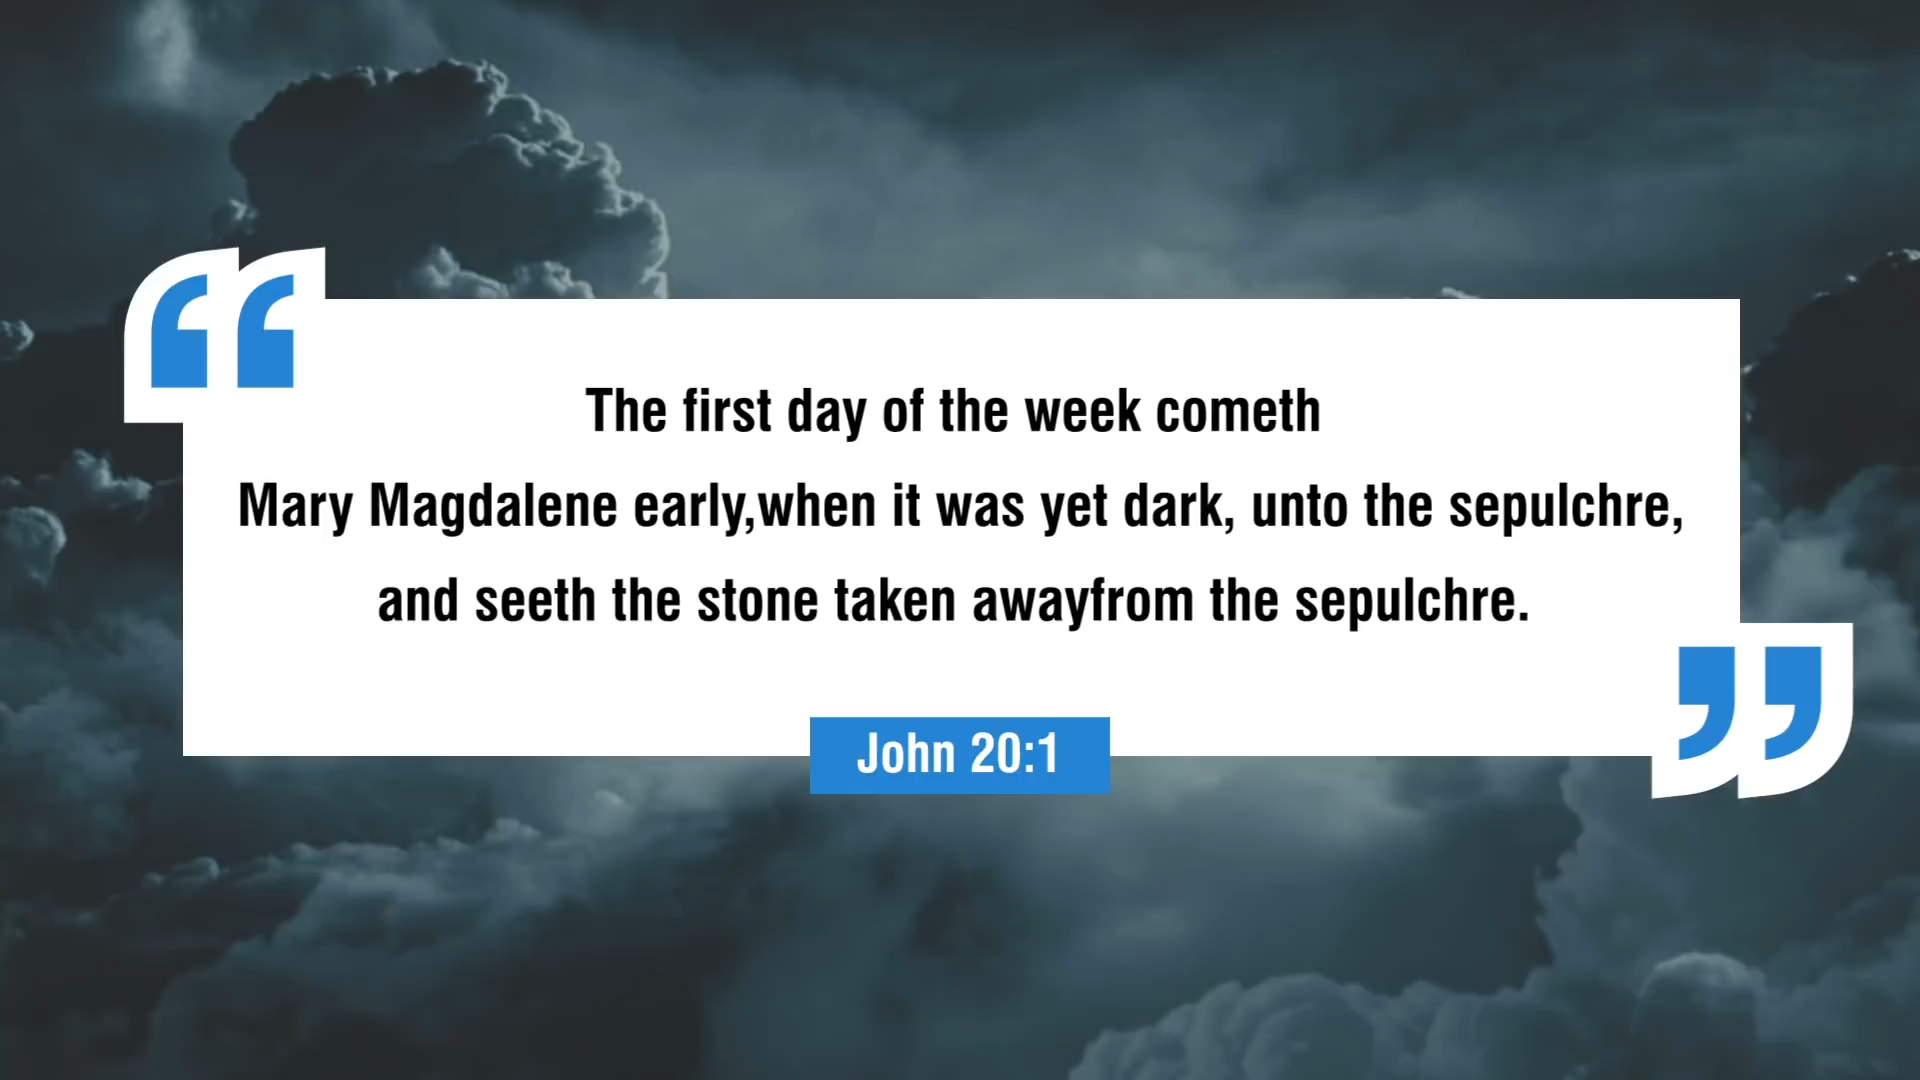 “
The first day of the week cometh
Mary Magdalene early,when it was yet dark, unto the sepulchre,
and seeth the stone taken awayfrom the sepulchre.
”
John 20:1